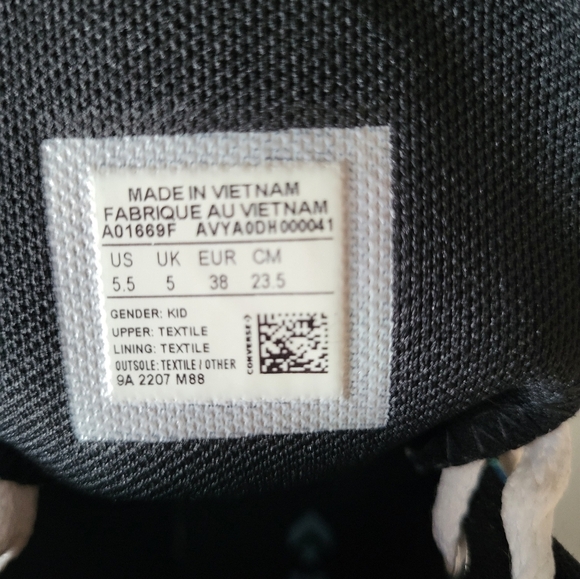 MADE IN VIETNAM
FABRIQUE AU VIETNAM
A01669F AVYA0DH000041
US UK EUR CM
5.5 5 38 23.5
GENDER: KID
UPPER: TEXTILE
LINING: TEXTILE
OUTSOLE: TEXTILE / OTHER
9A 2207 M88
CONVERSE